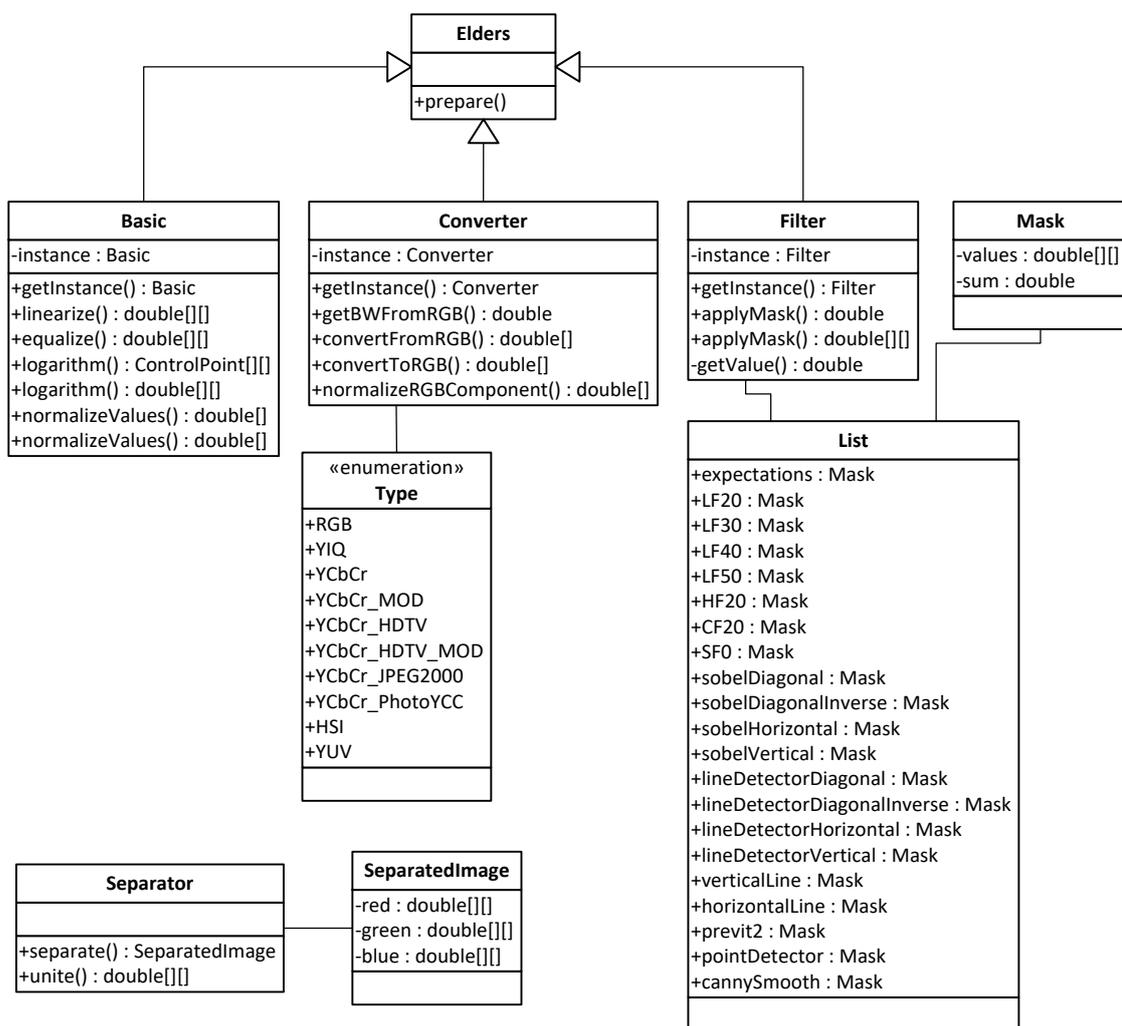 Elders
+prepare()
Basic
-instance : Basic
+getInstance() : Basic
+linearize() : double[][]
+equalize() : double[][]
+logarithm() : ControlPoint[][]
+logarithm() : double[][]
+normalizeValues() : double[]
+normalizeValues() : double[]
Converter
-instance : Converter
+getInstance() : Converter
+getBWFromRGB() : double
+convertFromRGB() : double[]
+convertToRGB() : double[]
+normalizeRGBComponent() : double[]
Filter
-instance : Filter
+getInstance() : Filter
+applyMask() : double
+applyMask() : double[][]
-getValue() : double
Mask
-values : double[][]
-sum : double
«enumeration»
Type
+RGB
+YIQ
+YCbCr
+YCbCr_MOD
+YCbCr_HDTV
+YCbCr_HDTV_MOD
+YCbCr_JPEG2000
+YCbCr_PhotoYCC
+HSI
+YUV
List
+expectations : Mask
+LF20 : Mask
+LF30 : Mask
+LF40 : Mask
+LF50 : Mask
+HF20 : Mask
+CF20 : Mask
+SF0 : Mask
+sobelDiagonal : Mask
+sobelDiagonalInverse : Mask
+sobelHorizontal : Mask
+sobelVertical : Mask
+lineDetectorDiagonal : Mask
+lineDetectorDiagonalInverse : Mask
+lineDetectorHorizontal : Mask
+lineDetectorVertical : Mask
+verticalLine : Mask
+horizontalLine : Mask
+previt2 : Mask
+pointDetector : Mask
+cannySmooth : Mask
Separator
+separate() : SeparatedImage
+unite() : double[][]
SeparatedImage
-red : double[][]
-green : double[][]
-blue : double[][]